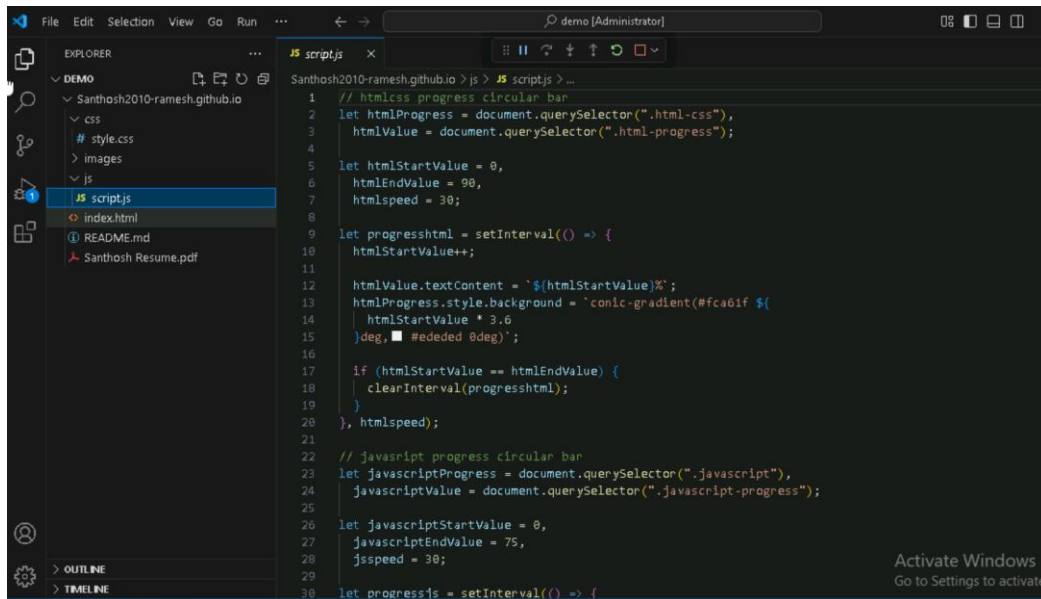 File Edit Selection View Go Run ...
demo [Administrator]
EXPLORER ...
DEMO
Santhosh2010-ramesh.github.io
css
# style.css
images
js
JS script.js
<> index.html
README.md
Santhosh Resume.pdf
OUTLINE
TIMELINE
1
JS script.js ×
Santhosh2010-ramesh.github.io > js > JS script.js > ...
1 // htmlcss progress circular bar
2 let htmlProgress = document.querySelector(".html-css"),
3 htmlValue = document.querySelector(".html-progress");
4
5 let htmlStartValue = 0,
6 htmlEndValue = 90,
7 htmlspeed = 30;
8
9 let progresshtml = setInterval(() => {
10 htmlStartValue++;
11
12 htmlValue.textContent = `${htmlStartValue}%`;
13 htmlProgress.style.background = `conic-gradient(#fca61f ${
14 htmlStartValue * 3.6
15 }deg, #ededed 0deg)`;
16
17 if (htmlStartValue == htmlEndValue) {
18 clearInterval(progresshtml);
19 }
20 }, htmlspeed);
21
22 // javasript progress circular bar
23 let javascriptProgress = document.querySelector(".javascript"),
24 javascriptValue = document.querySelector(".javascript-progress");
25
26 let javascriptStartValue = 0,
27 javascriptEndValue = 75,
28 jsspeed = 30;
29
30 let progressjs = setInterval(() => {
Activate Windows
Go to Settings to activate